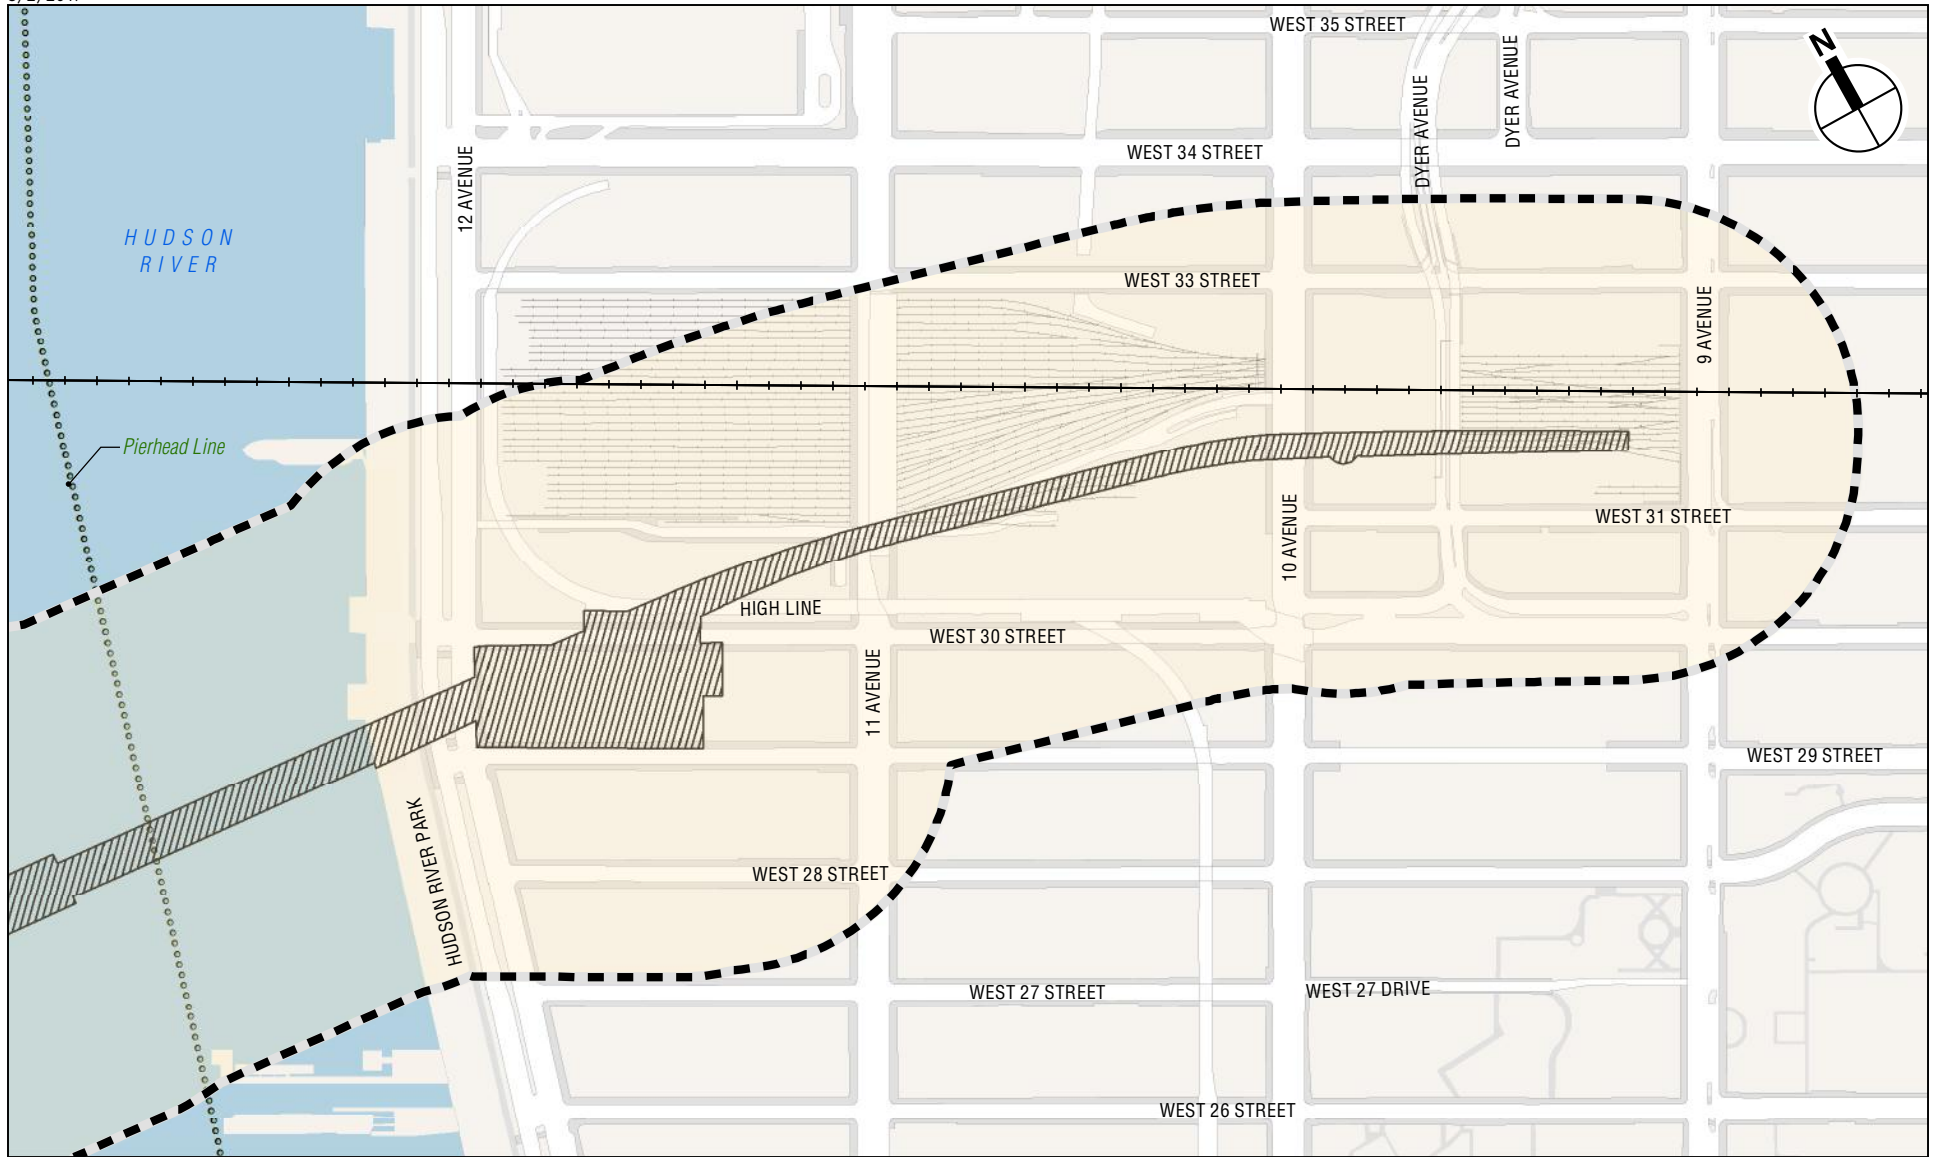 WEST 35 STREET
N
DYER AVENUE
DYER AVENUE
12 AVENUE
WEST 34 STREET
HUDSON
RIVER
WEST 33 STREET
9 AVENUE
Pierhead Line
10 AVENUE
WEST 31 STREET
HIGH LINE
WEST 30 STREET
11 AVENUE
WEST 29 STREET
HUDSON RIVER PARK
WEST 28 STREET
WEST 27 STREET
WEST 27 DRIVE
WEST 26 STREET